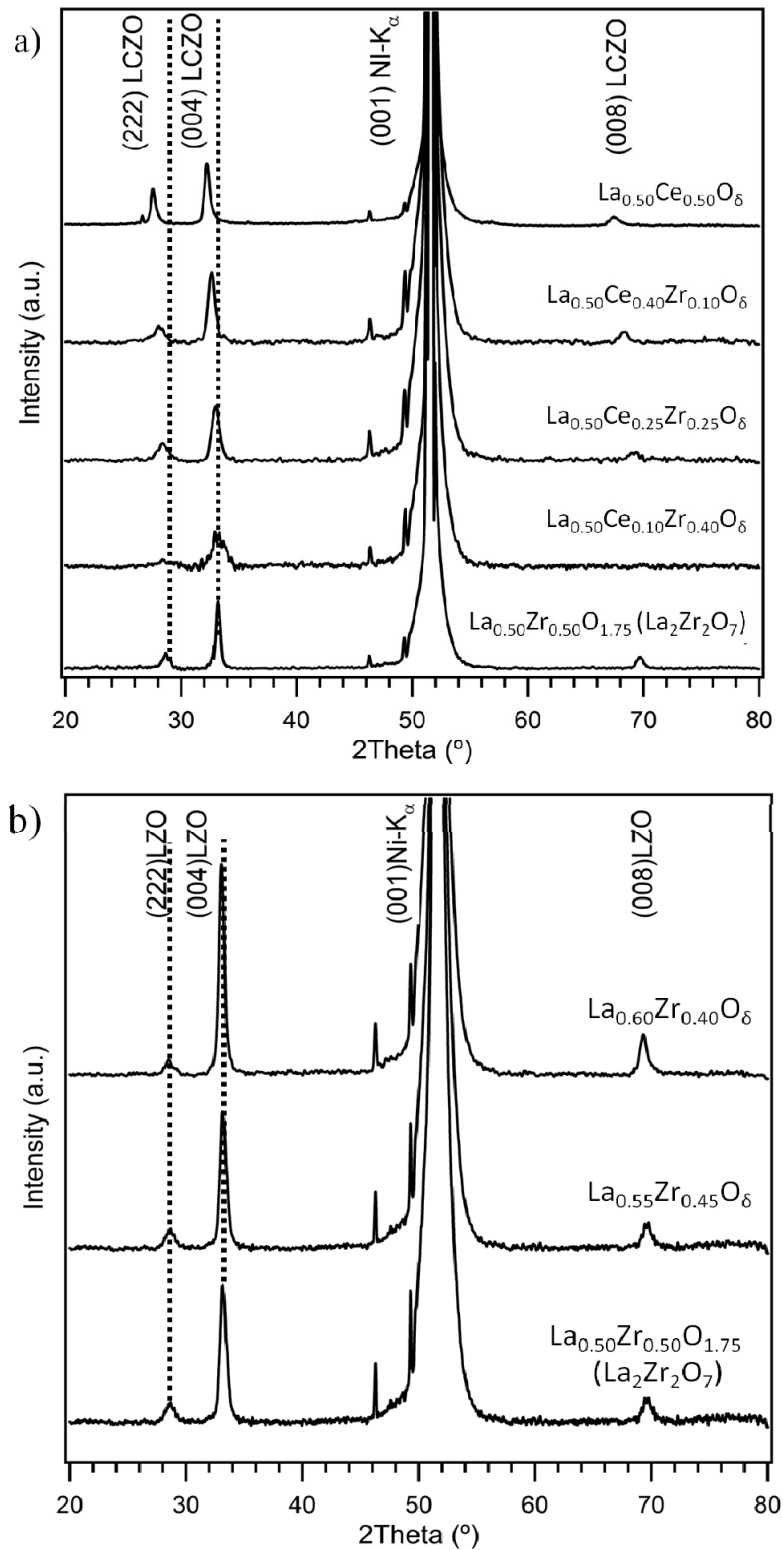 a)
(222) LCZO
(004) LCZO
(001) NI-Kα
(008) LCZO
La0.50Ce0.50Oδ
La0.50Ce0.40Zr0.10Oδ
La0.50Ce0.25Zr0.25Oδ
La0.50Ce0.10Zr0.40Oδ
La0.50Zr0.50O1.75 (La2Zr2O7)
Intensity (a.u.)
20 30 40 50 60 70 80
2Theta (º)
b)
(222)LZO
(004)LZO
(001)Ni-Kα
(008)LZO
La0.60Zr0.40Oδ
La0.55Zr0.45Oδ
La0.50Zr0.50O1.75
(La2Zr2O7)
Intensity (a.u.)
20 30 40 50 60 70 80
2Theta (º)